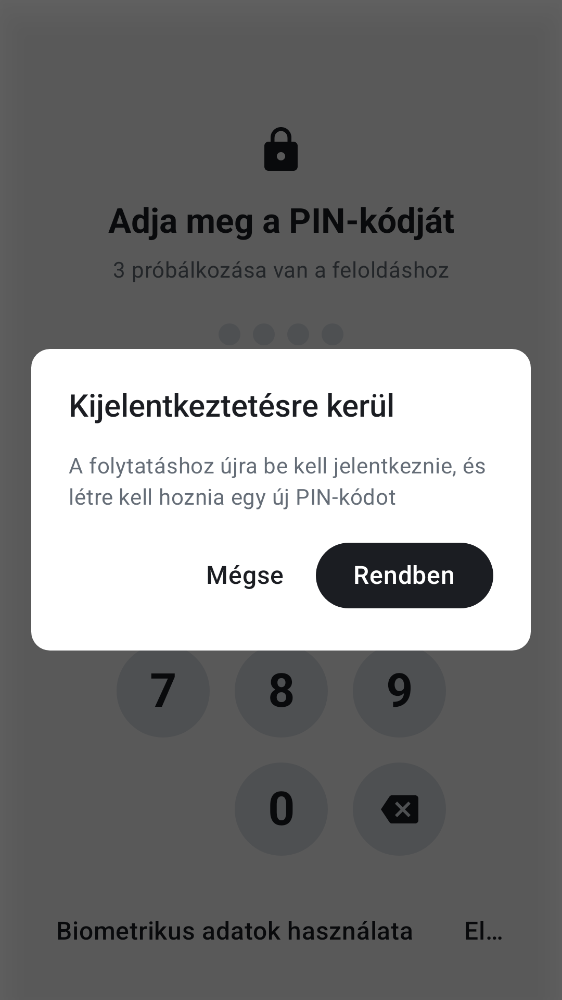 Adja meg a PIN-kódját
3 próbálkozása van a feloldáshoz
Kijelentkeztetésre kerül
A folytatáshoz újra be kell jelentkeznie, és
létre kell hoznia egy új PIN-kódot
Mégse Rendben
7 8 9
0
Biometrikus adatok használata El…